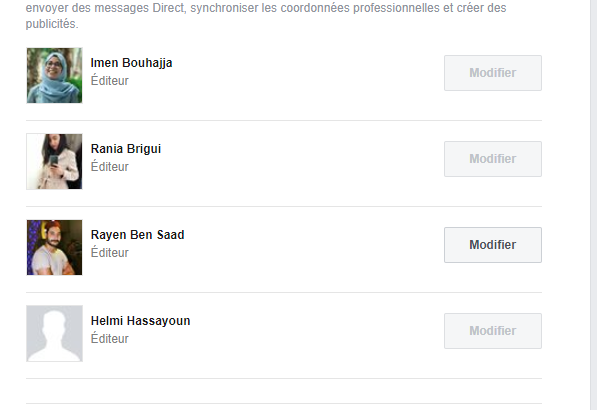 envoyer des messages Direct, synchroniser les coordonnées professionnelles et créer des
publicités.
Imen Bouhajja
Éditeur
Modifier
Rania Brigui
Éditeur
Modifier
Rayen Ben Saad
Éditeur
Modifier
Helmi Hassayoun
Éditeur
Modifier